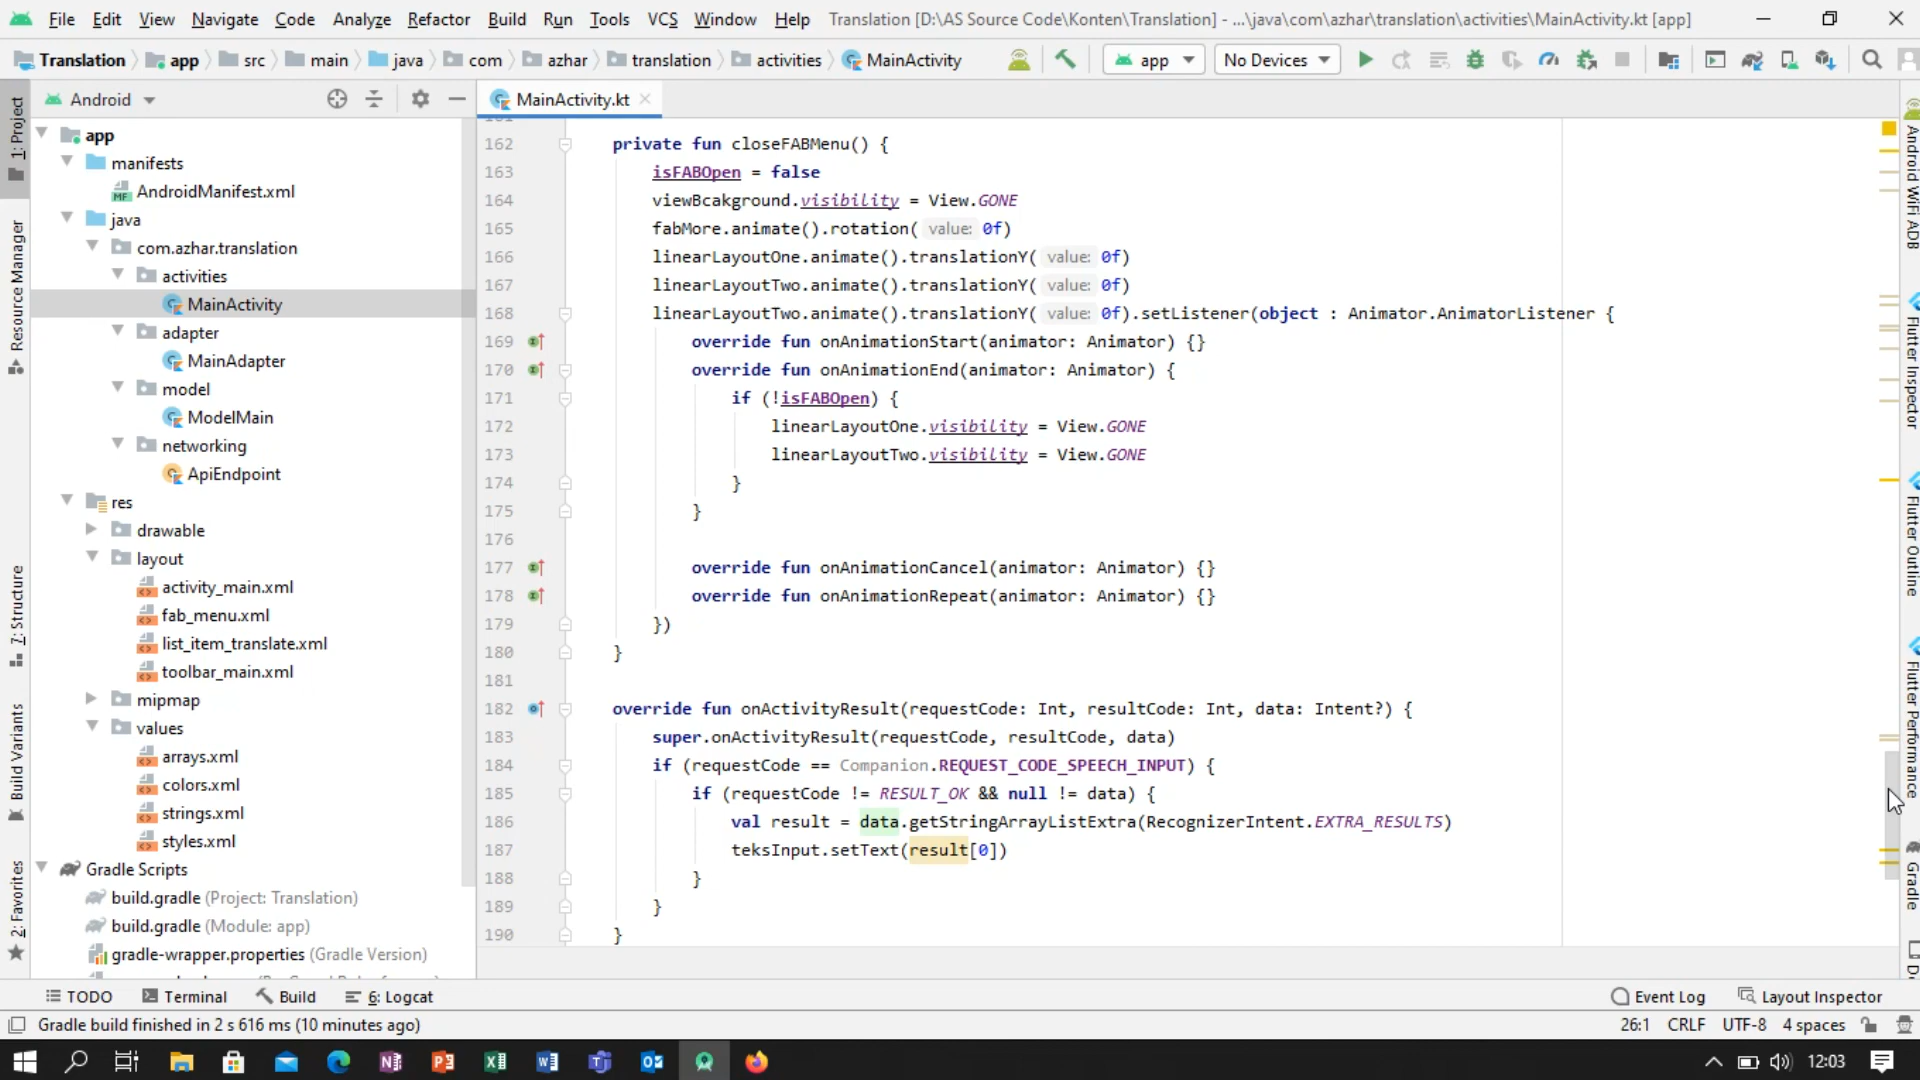 File Edit View Navigate Code Analyze Refactor Build Run Tools VCS Window Help Translation [D:\AS Source Code\Konten\Translation] - ...\java\com\azhar\translation\activities\MainActivity.kt [app]
Translation app src main java com azhar translation activities MainActivity app No Devices
Android MainActivity.kt
1: Project
Resource Manager
7: Structure
Build Variants
2: Favorites
app
manifests
AndroidManifest.xml
java
com.azhar.translation
activities
MainActivity
adapter
MainAdapter
model
ModelMain
networking
ApiEndpoint
res
drawable
layout
activity_main.xml
fab_menu.xml
list_item_translate.xml
toolbar_main.xml
mipmap
values
arrays.xml
colors.xml
strings.xml
styles.xml
Gradle Scripts
build.gradle (Project: Translation)
build.gradle (Module: app)
gradle-wrapper.properties (Gradle Version)
162 private fun closeFABMenu() {
163 isFABOpen = false
164 viewBcakground.visibility = View.GONE
165 fabMore.animate().rotation( value: 0f)
166 linearLayoutOne.animate().translationY( value: 0f)
167 linearLayoutTwo.animate().translationY( value: 0f)
168 linearLayoutTwo.animate().translationY( value: 0f).setListener(object : Animator.AnimatorListener {
169 override fun onAnimationStart(animator: Animator) {}
170 override fun onAnimationEnd(animator: Animator) {
171 if (!isFABOpen) {
172 linearLayoutOne.visibility = View.GONE
173 linearLayoutTwo.visibility = View.GONE
174 }
175 }
176
177 override fun onAnimationCancel(animator: Animator) {}
178 override fun onAnimationRepeat(animator: Animator) {}
179 })
180 }
181
182 override fun onActivityResult(requestCode: Int, resultCode: Int, data: Intent?) {
183 super.onActivityResult(requestCode, resultCode, data)
184 if (requestCode == Companion.REQUEST_CODE_SPEECH_INPUT) {
185 if (requestCode != RESULT_OK && null != data) {
186 val result = data.getStringArrayListExtra(RecognizerIntent.EXTRA_RESULTS)
187 teksInput.setText(result[0])
188 }
189 }
190 }
Android WiFi ADB
Flutter Inspector
Flutter Outline
Flutter Performance
Gradle
TODO Terminal Build 6: Logcat Event Log Layout Inspector
Gradle build finished in 2 s 616 ms (10 minutes ago) 26:1 CRLF UTF-8 4 spaces
12:03